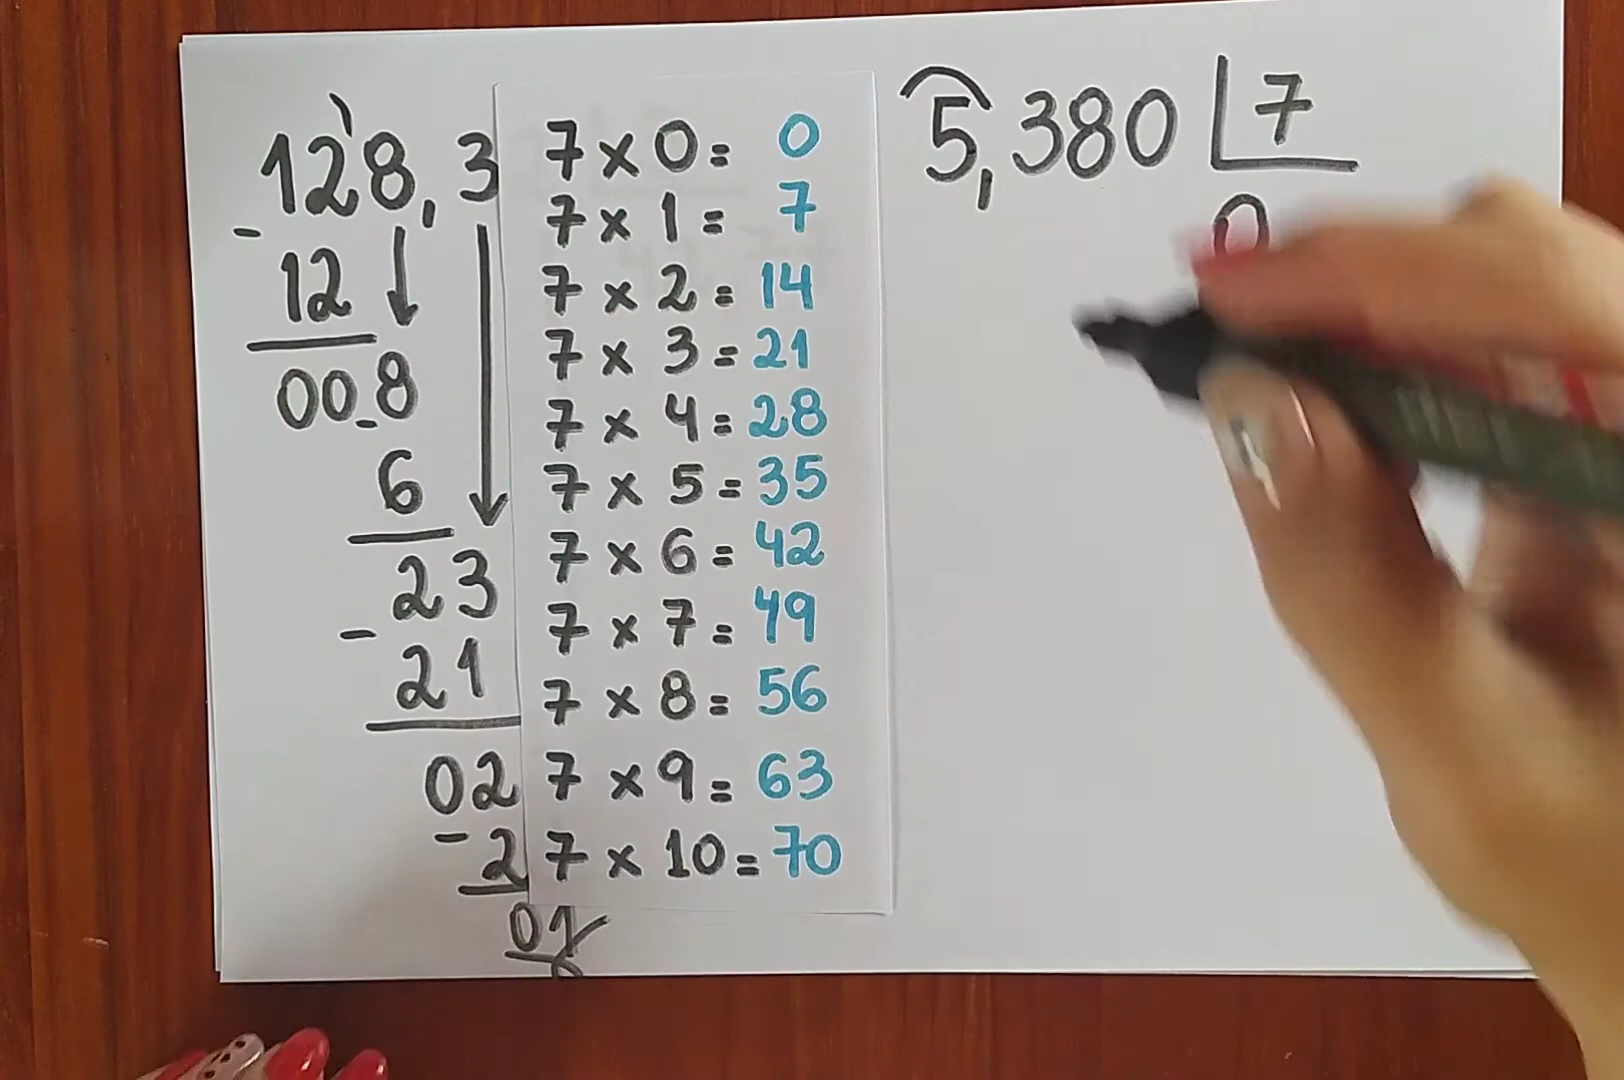 128,3
- 12
00 8
- 6
23
- 21
02
- 2
0
7 × 0 = 0
7 × 1 = 7
7 × 2 = 14
7 × 3 = 21
7 × 4 = 28
7 × 5 = 35
7 × 6 = 42
7 × 7 = 49
7 × 8 = 56
7 × 9 = 63
7 × 10 = 70
5,380 7
0